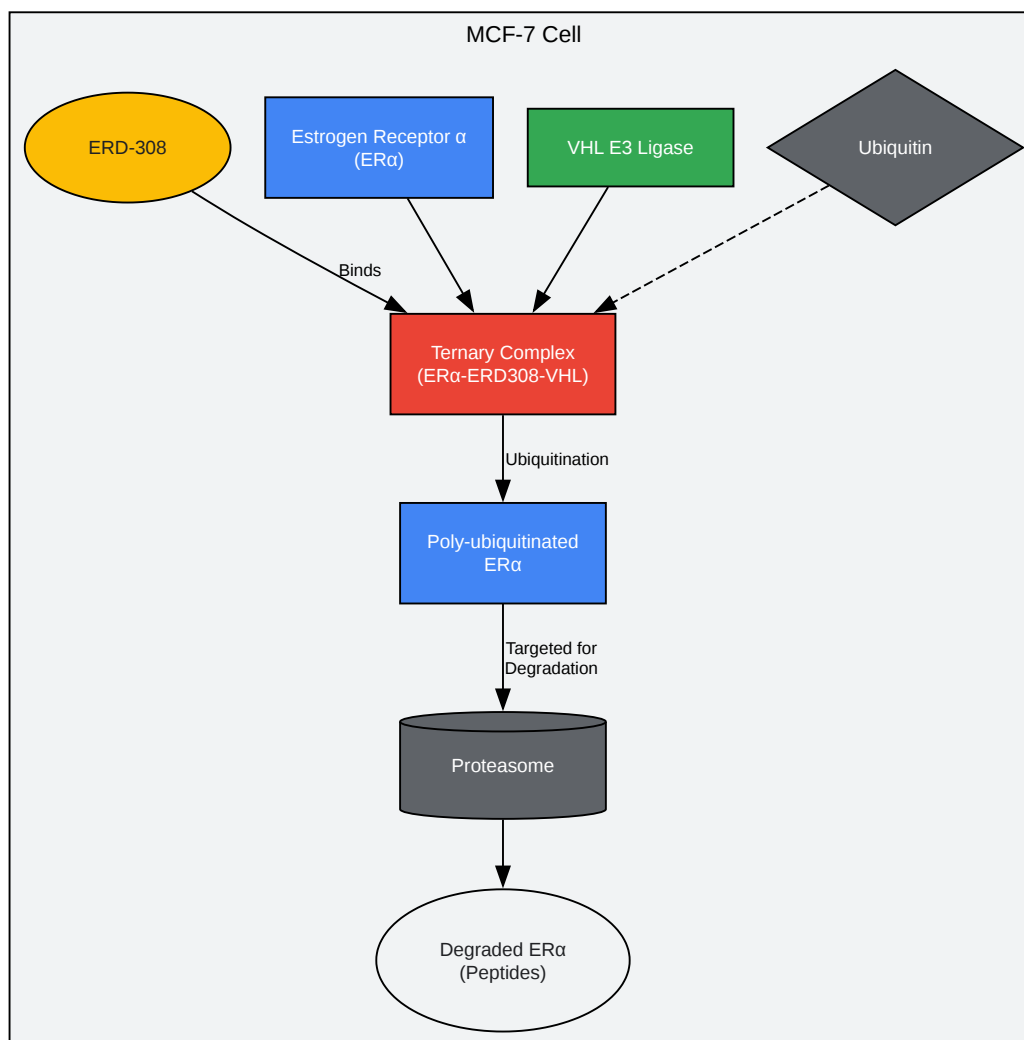 MCF-7 Cell
ERD-308
Estrogen Receptor α
(ERα)
VHL E3 Ligase
Ubiquitin
Binds
Ternary Complex
(ERα-ERD308-VHL)
Ubiquitination
Poly-ubiquitinated
ERα
Targeted for
Degradation
Proteasome
Degraded ERα
(Peptides)